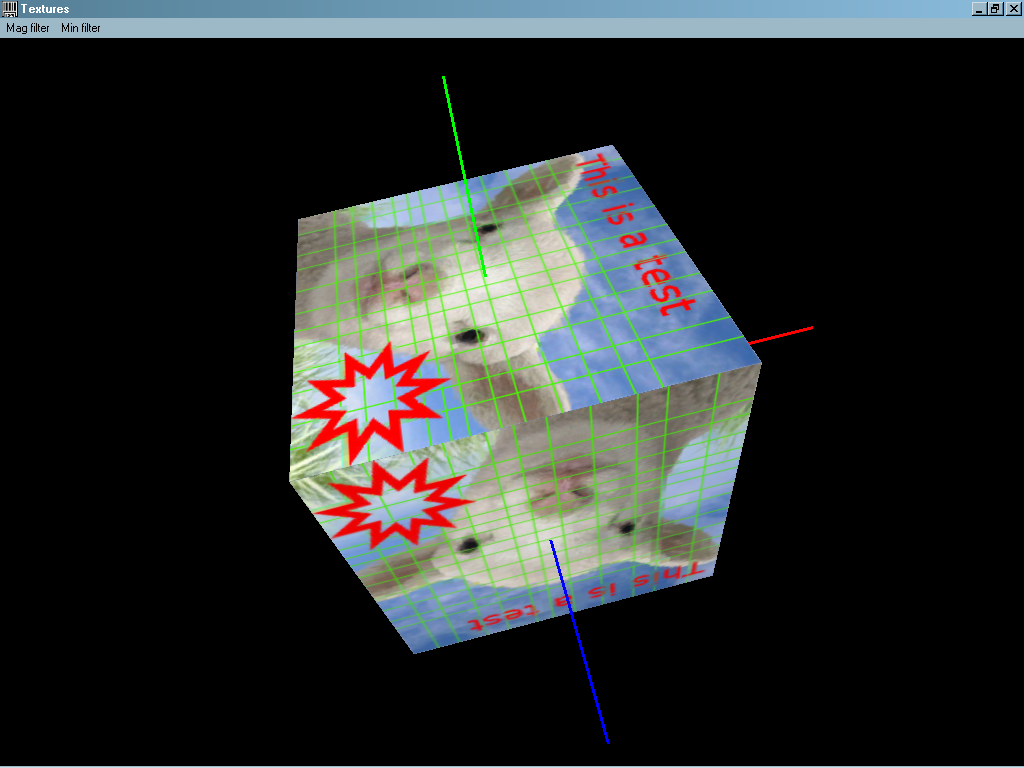 Textures
Mag filter Min filter
This is a test
This is a test